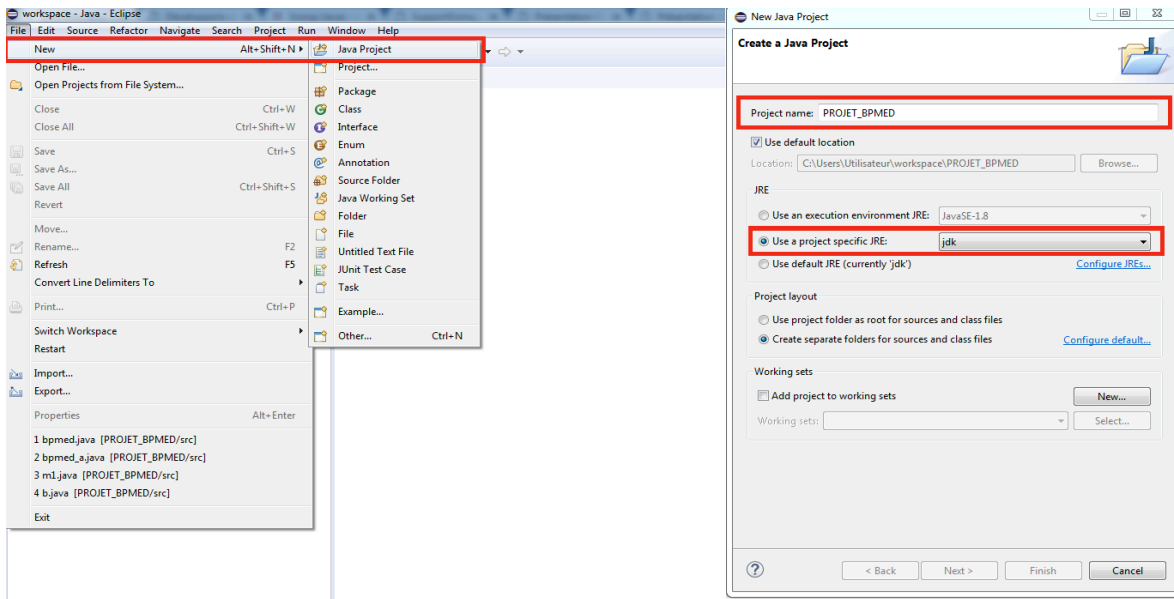 workspace - Java - Eclipse
File Edit Source Refactor Navigate Search Project Run Window Help
New Alt+Shift+N
Open File...
Open Projects from File System...
Close Ctrl+W
Close All Ctrl+Shift+W
Save Ctrl+S
Save As...
Save All Ctrl+Shift+S
Revert
Move...
Rename... F2
Refresh F5
Convert Line Delimiters To
Print... Ctrl+P
Switch Workspace
Restart
Import...
Export...
Properties Alt+Enter
1 bpmed.java [PROJET_BPMED/src]
2 bpmed_a.java [PROJET_BPMED/src]
3 m1.java [PROJET_BPMED/src]
4 b.java [PROJET_BPMED/src]
Exit
Java Project
Project...
Package
Class
Interface
Enum
Annotation
Source Folder
Java Working Set
Folder
File
Untitled Text File
JUnit Test Case
Task
Example...
Other... Ctrl+N
New Java Project
Create a Java Project
Project name: PROJET_BPMED
Use default location
Location: C:\Users\Utilisateur\workspace\PROJET_BPMED Browse...
JRE
Use an execution environment JRE: JavaSE-1.8
Use a project specific JRE: jdk
Use default JRE (currently 'jdk') Configure JREs...
Project layout
Use project folder as root for sources and class files
Create separate folders for sources and class files Configure default...
Working sets
Add project to working sets New...
Working sets: Select...
? < Back Next > Finish Cancel